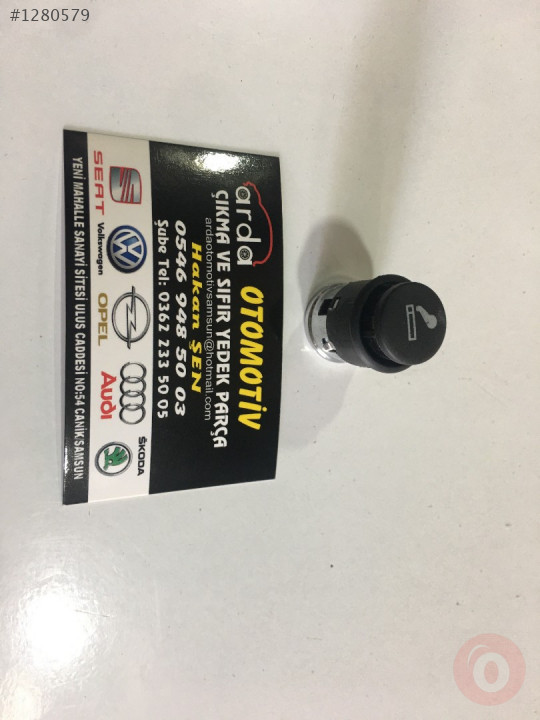 #1280579
arda OTOMOTİV
ÇIKMA VE SIFIR YEDEK PARÇA
ardaotomotivsamsun@hotmail.com
Hakan ŞEN
0546 948 50 03
Şube Tel: 0362 233 50 05
SEAT
Volkswagen
OPEL
Audi
ŠKODA
YENİ MAHALLE SANAYİ SİTESİ ULUS CADDESİ NO:54 CANİK\SAMSUN